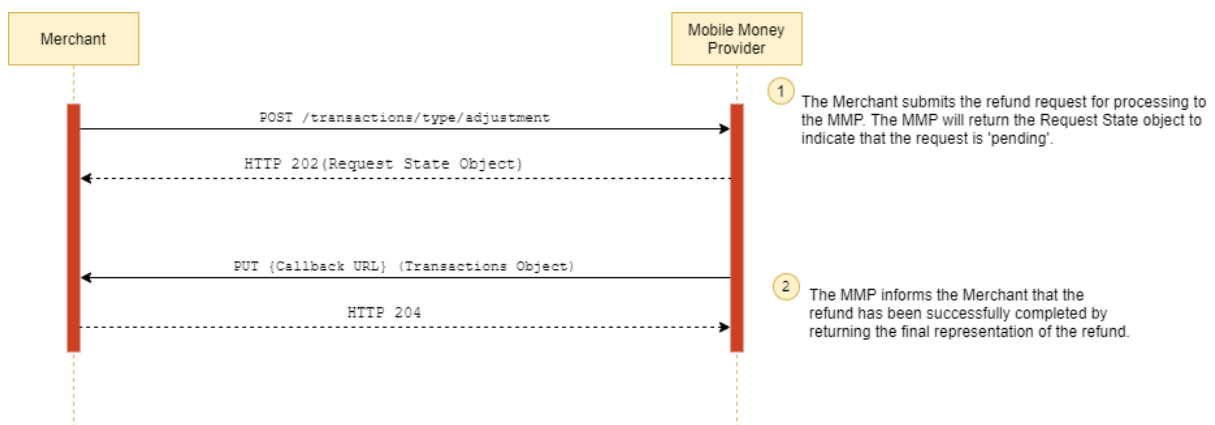 Merchant
Mobile Money
Provider
1
The Merchant submits the refund request for processing to
the MMP. The MMP will return the Request State object to
indicate that the request is 'pending'.
POST /transactions/type/adjustment
HTTP 202(Request State Object)
PUT {Callback URL} (Transactions Object)
2
The MMP informs the Merchant that the
refund has been successfully completed by
returning the final representation of the refund.
HTTP 204